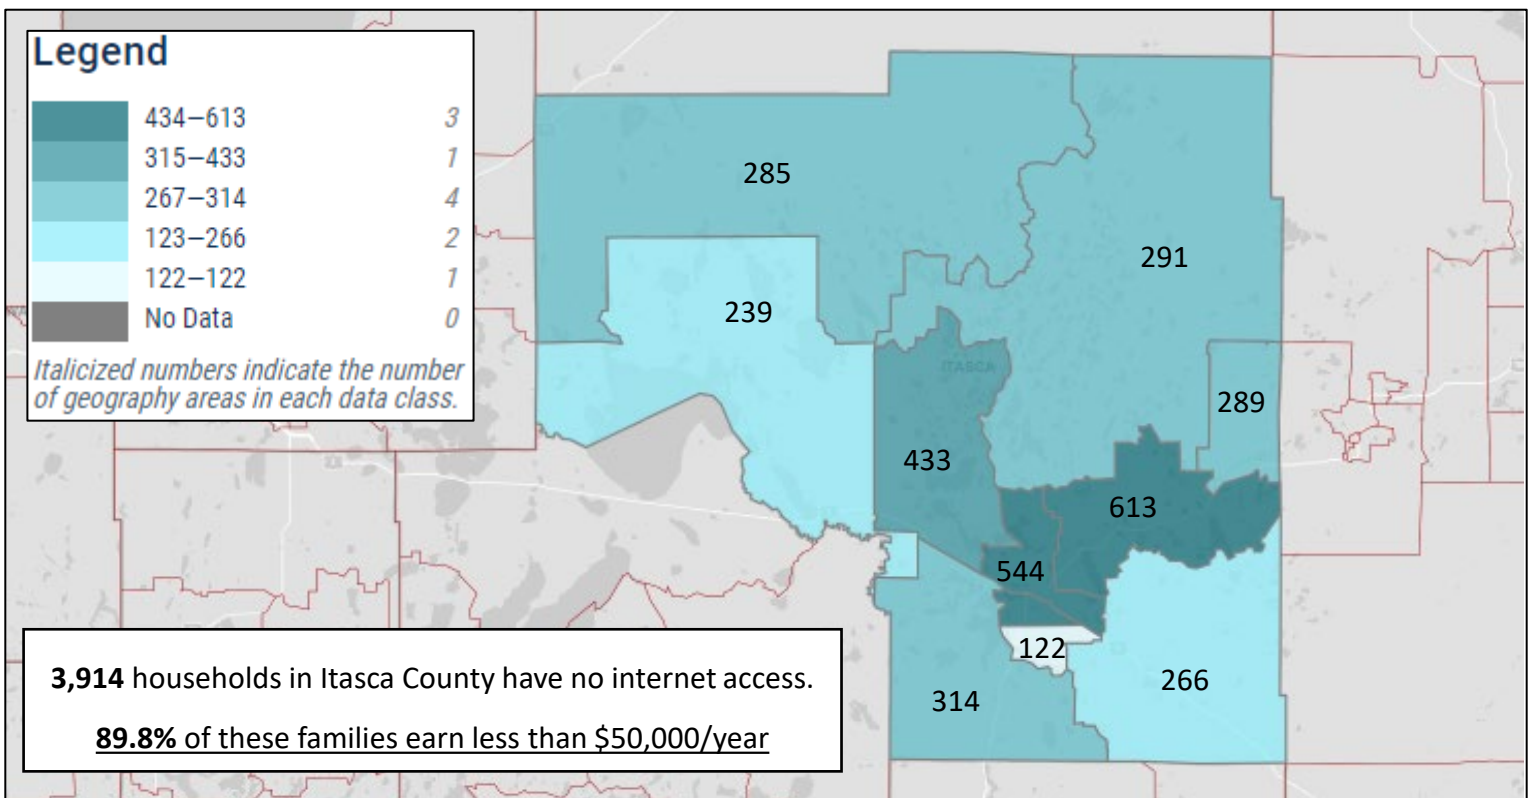 Legend
434–613 3
315–433 1
267–314 4
123–266 2
122–122 1
No Data 0
Italicized numbers indicate the number
of geography areas in each data class.
285
291
239
ITASCA
289
433
613
544
122
266
314
3,914 households in Itasca County have no internet access.
89.8% of these families earn less than $50,000/year